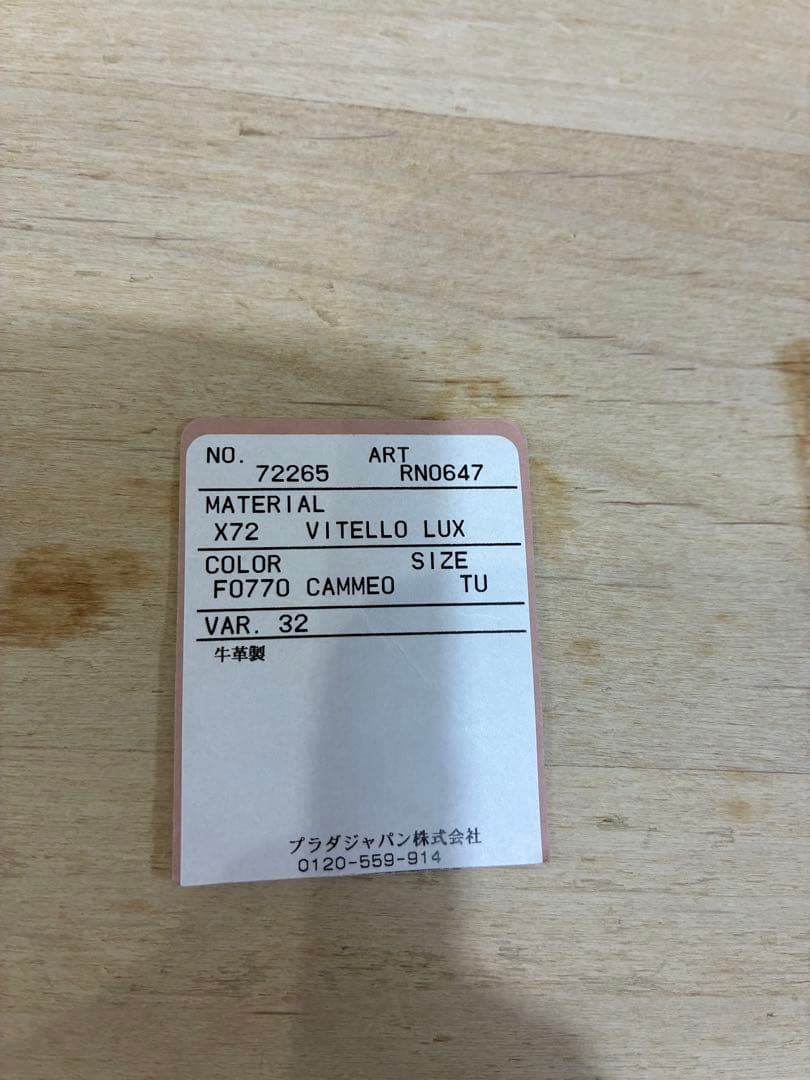 NO. ART
72265 RN0647
MATERIAL
X72 VITELLO LUX
COLOR SIZE
F0770 CAMMEO TU
VAR. 32
牛革製
プラダジャパン株式会社
0120-559-914